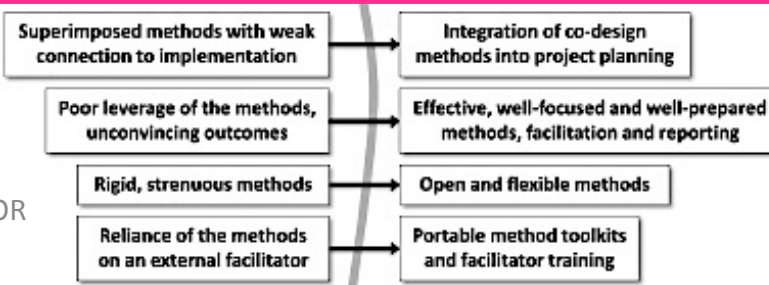 Superimposed methods with weak
connection to implementation
Integration of co-design
methods into project planning
Poor leverage of the methods,
unconvincing outcomes
Effective, well-focused and well-prepared
methods, facilitation and reporting
Rigid, strenuous methods
Open and flexible methods
OR
Reliance of the methods
on an external facilitator
Portable method toolkits
and facilitator training